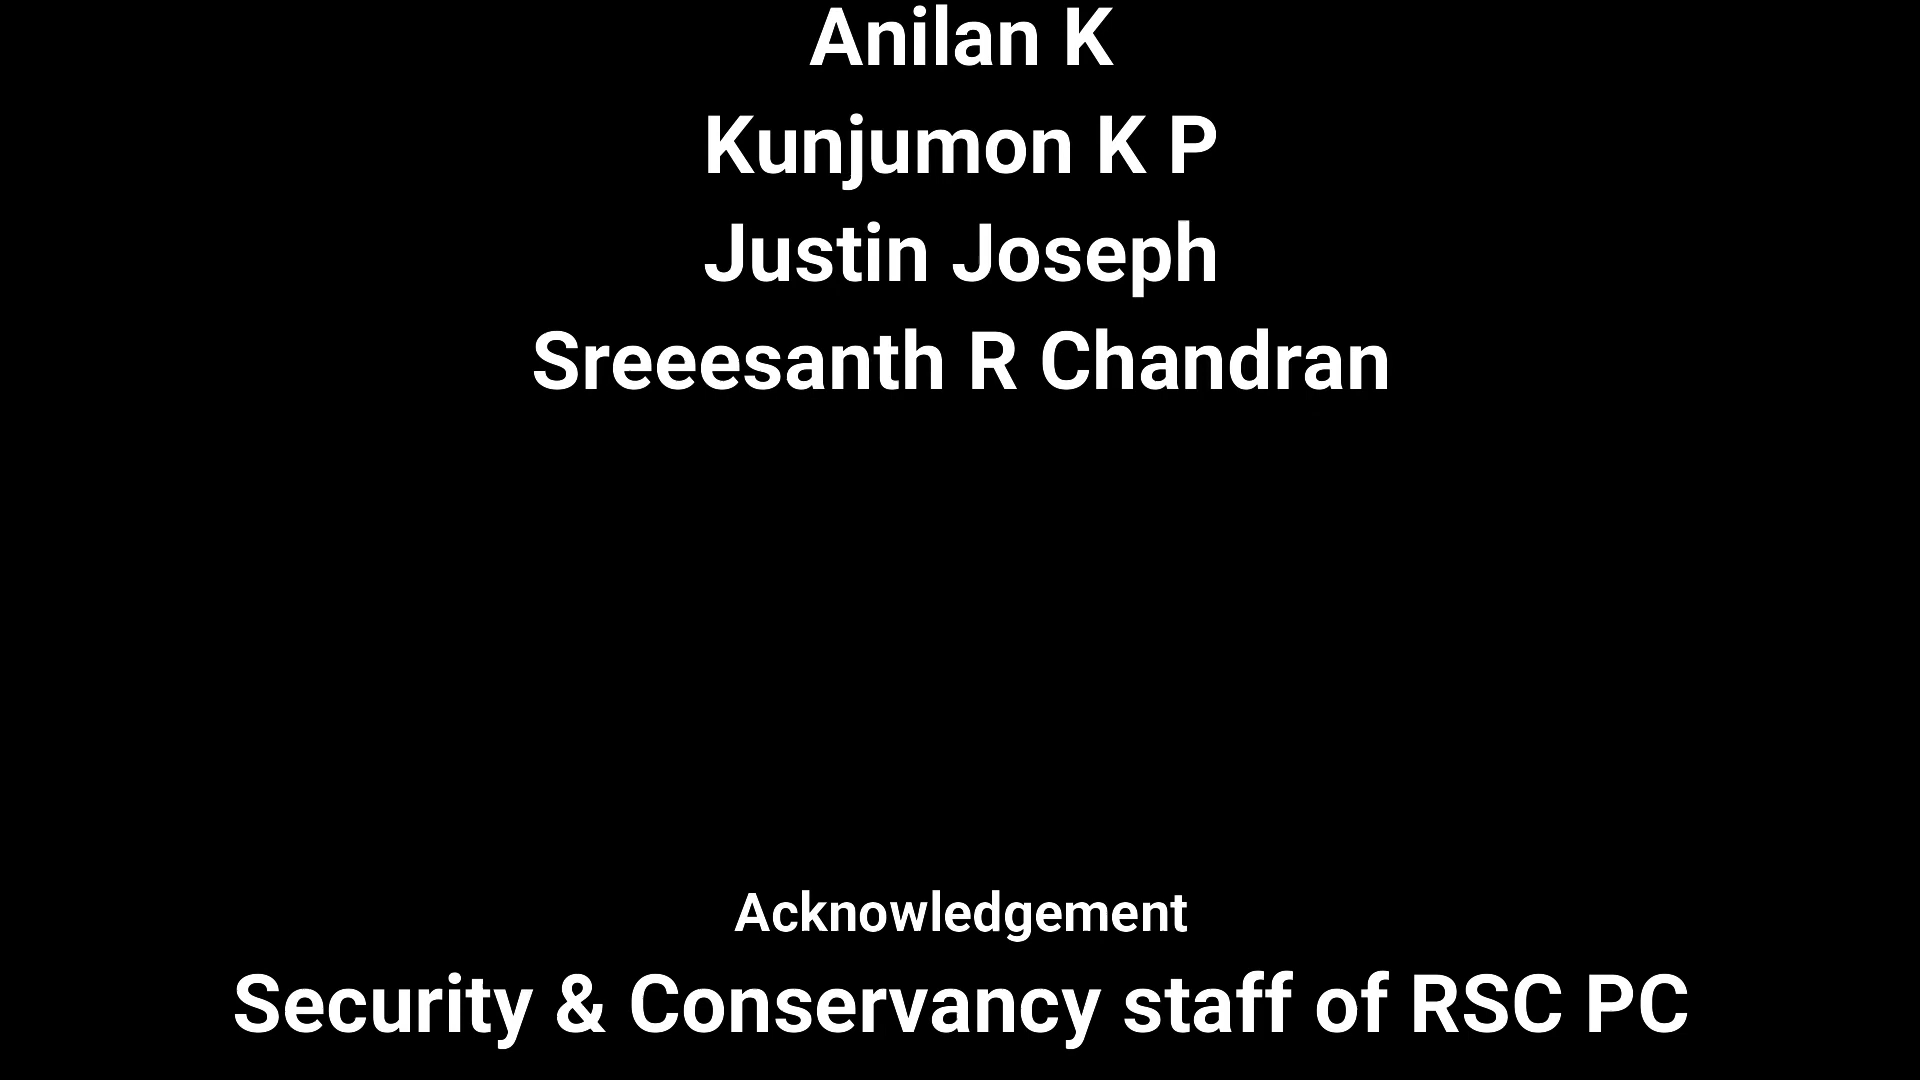 Anilan K
Kunjumon K P
Justin Joseph
Sreeesanth R Chandran
Acknowledgement
Security & Conservancy staff of RSC PC